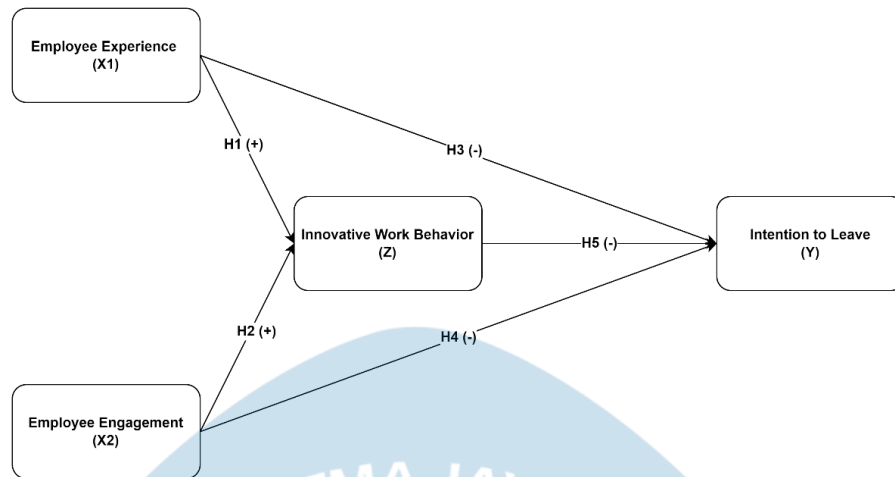 Employee Experience
(X1)
H1 (+)
H3 (-)
Innovative Work Behavior
(Z)
H5 (-)
Intention to Leave
(Y)
H2 (+)
H4 (-)
Employee Engagement
(X2)